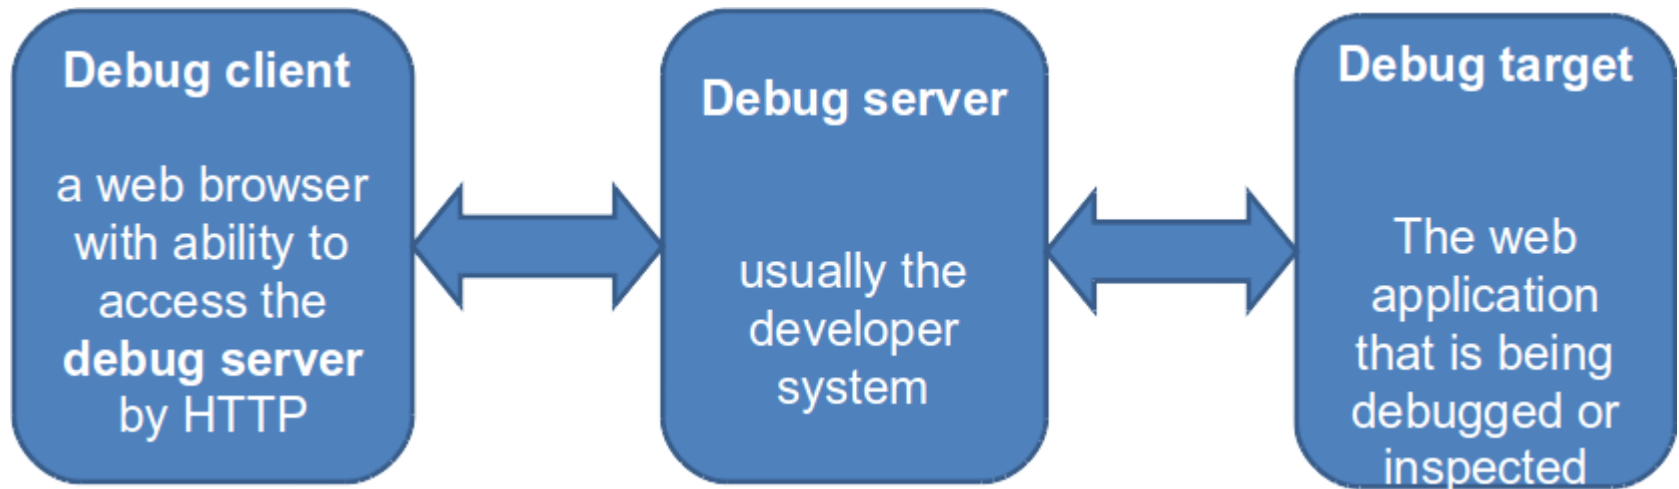 Debug client
a web browser
with ability to
access the
debug server
by HTTP
Debug server
usually the
developer
system
Debug target
The web
application
that is being
debugged or
inspected